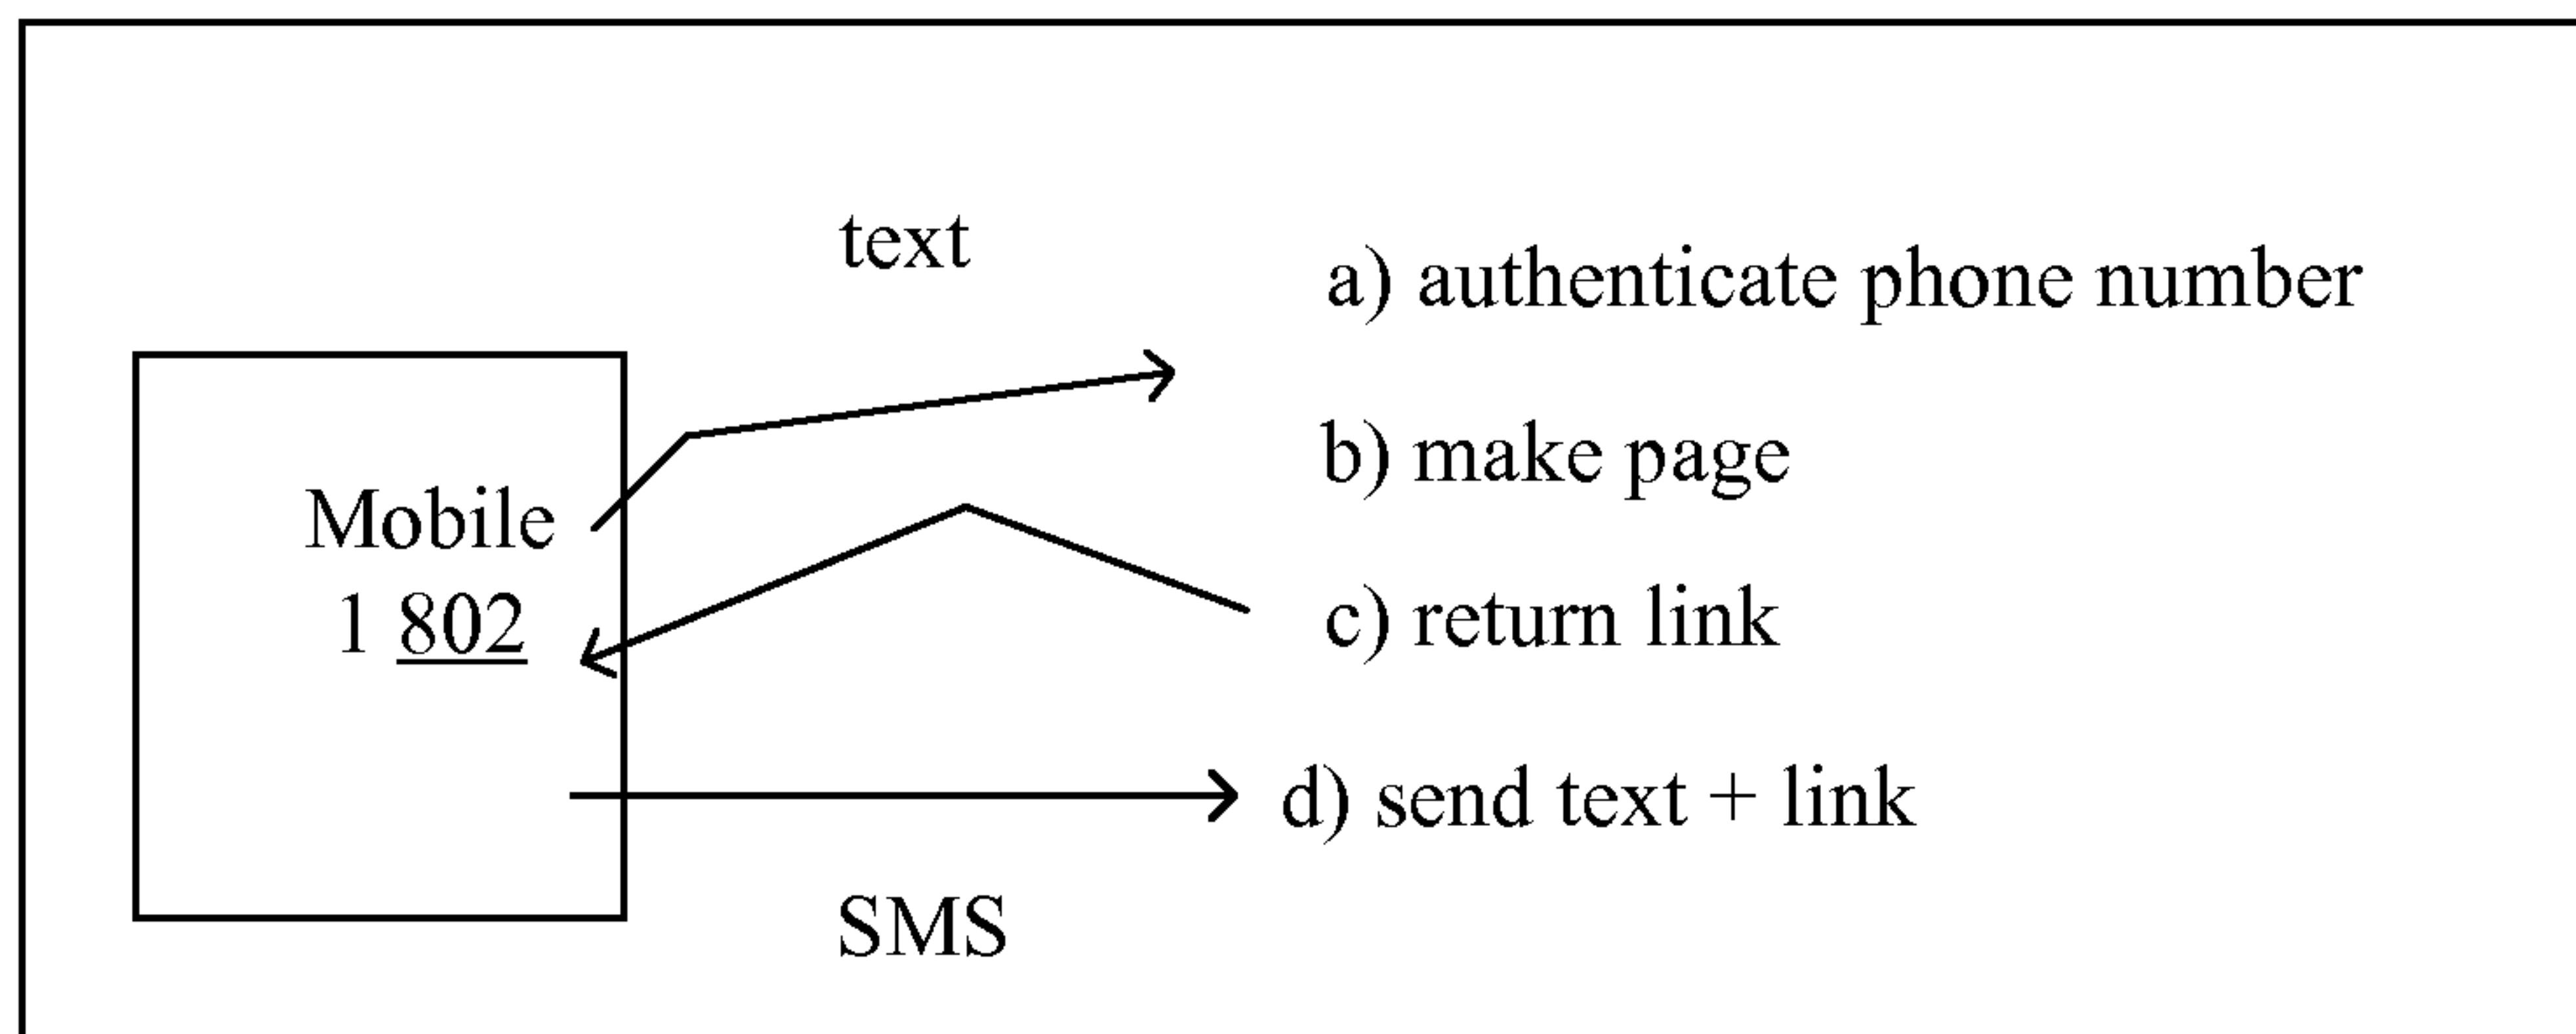 text
a) authenticate phone number
b) make page
Mobile
1 802
c) return link
d) send text + link
SMS